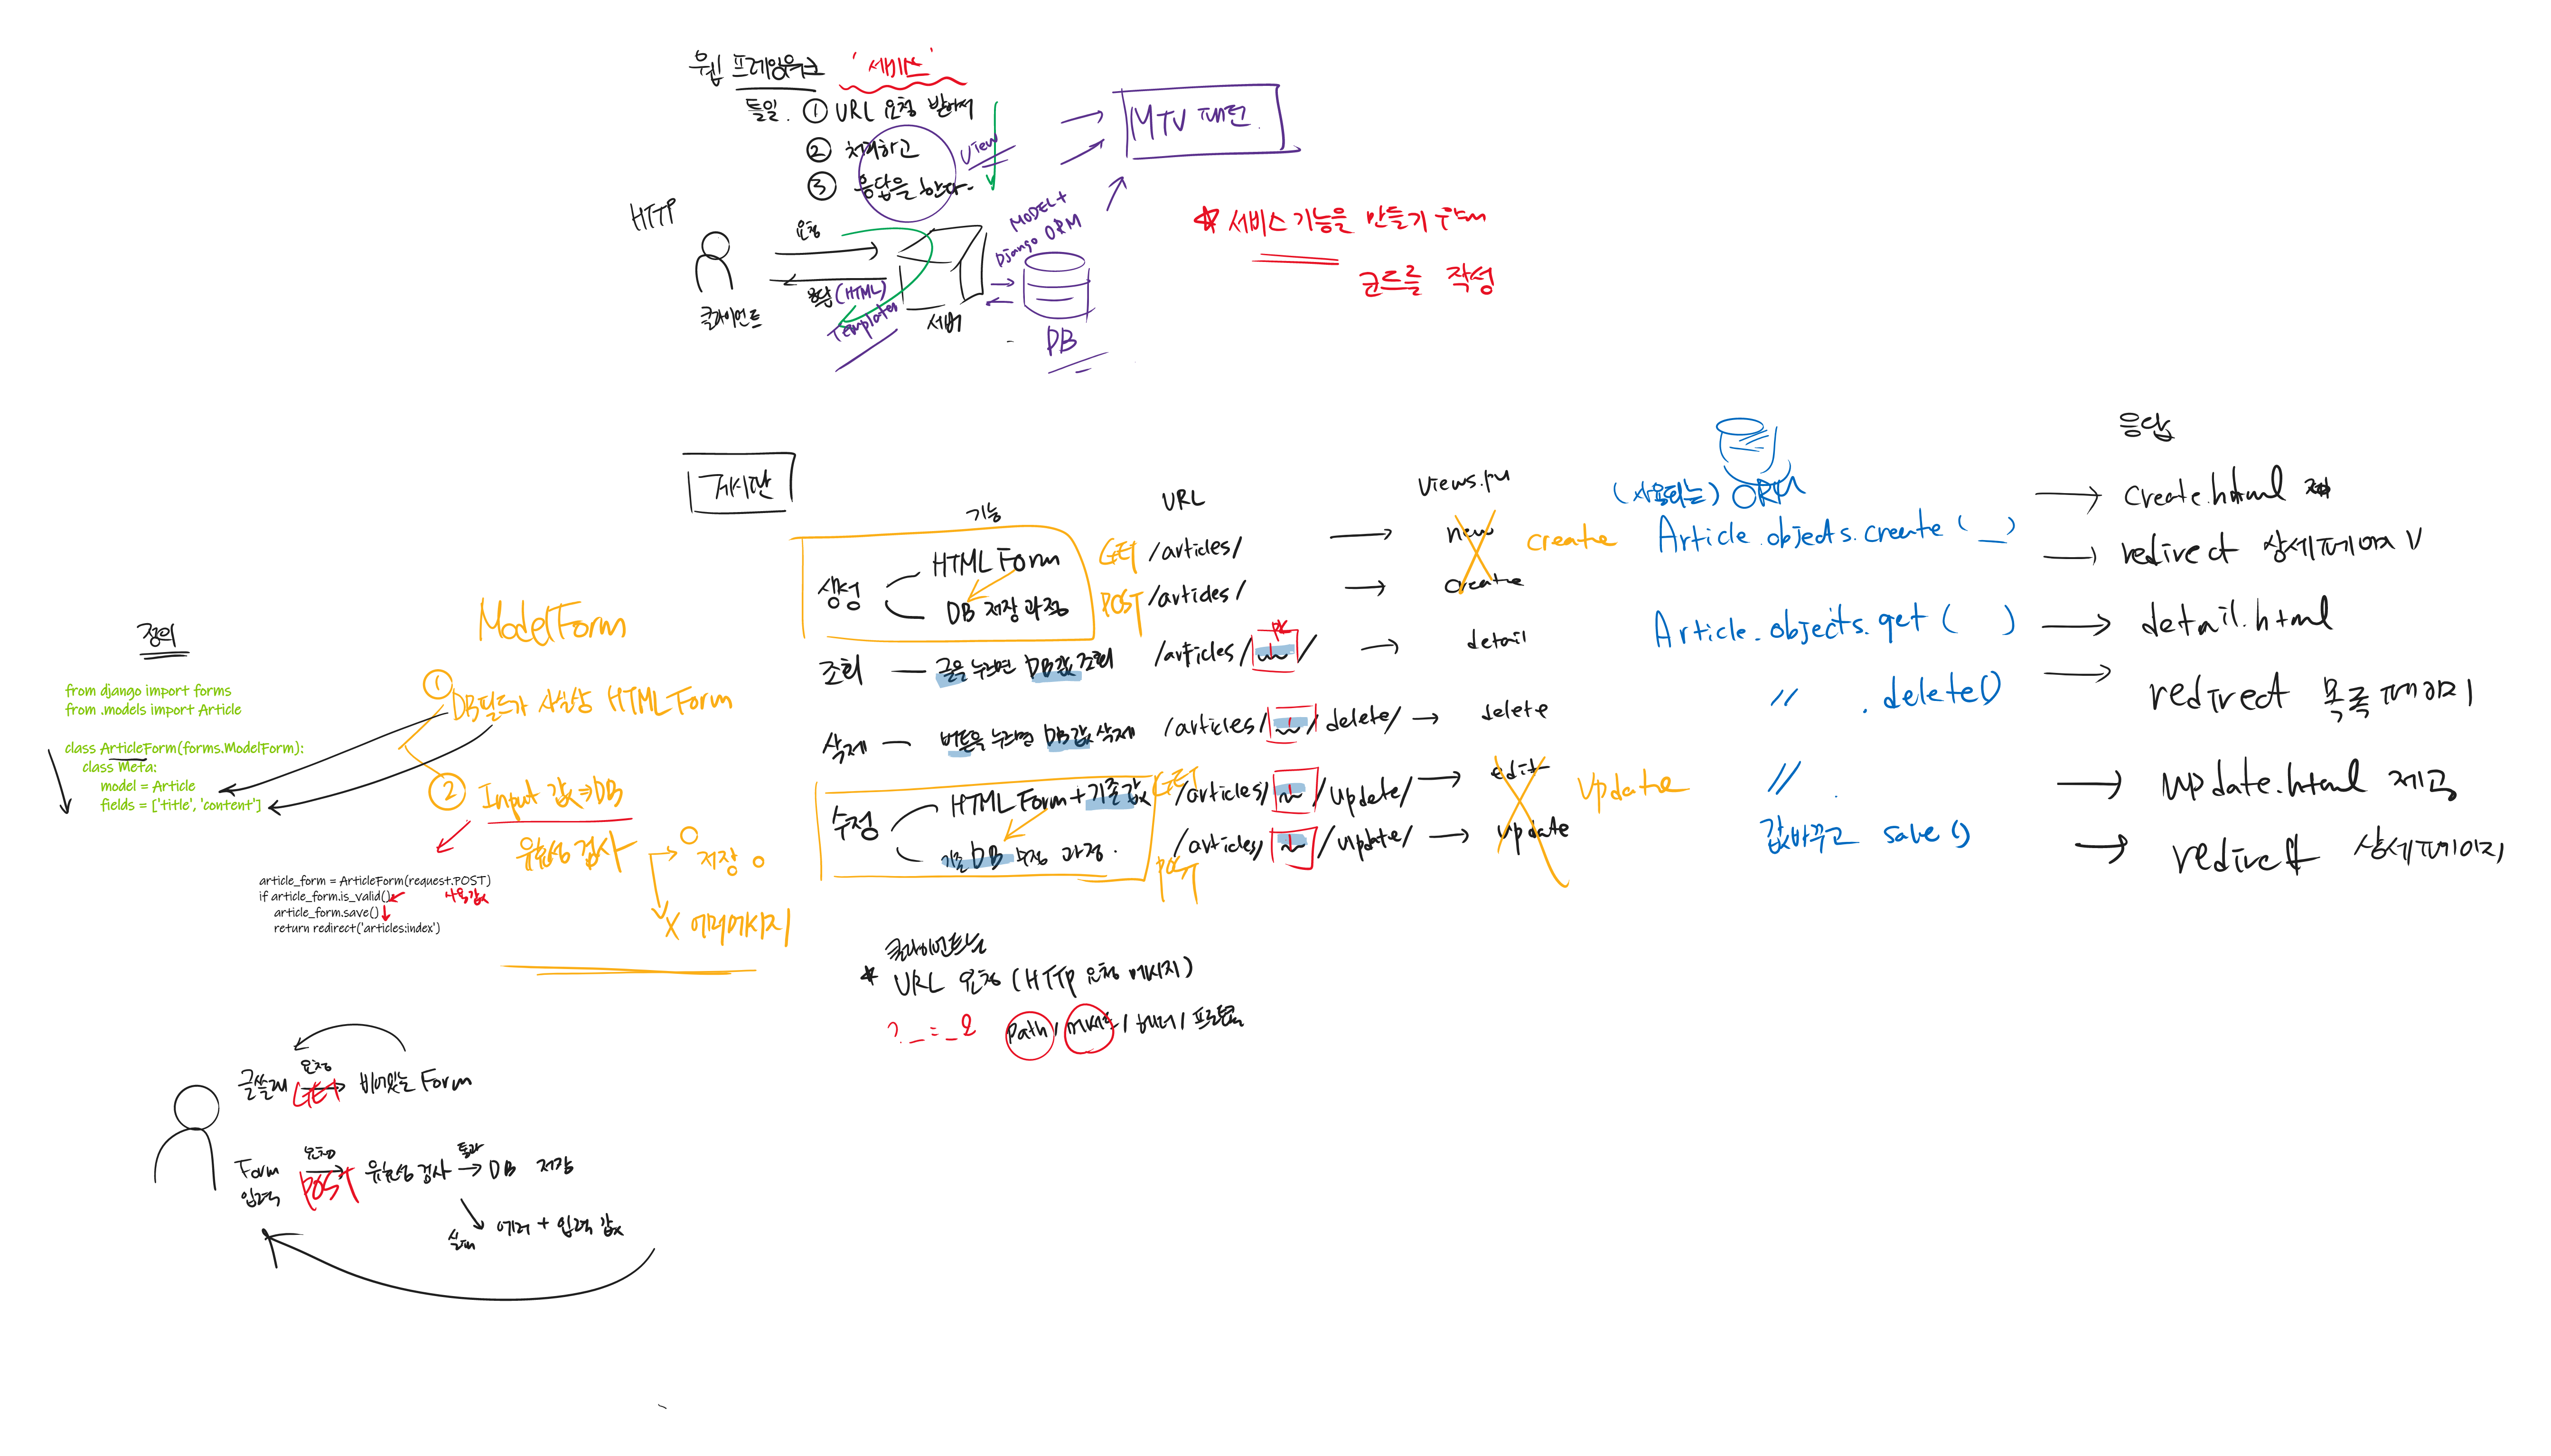 웹 프레임워크 '서비스'
들일. ① URL 요청 받아서
② 처리하고
③ 응답을 한다.
View
MTV 패턴
HTTP
요청
응답 (HTML)
Templates
클라이언트
서버
MODEL +
Django ORM
DB
* 서비스 기능을 만들기 위해
코드를 작성
게시판
기능 URL views.py (사용되는) ORM 응답
생성 HTML Form GET /articles/ → new create Article.objects.create( _ ) → create.html
DB 저장 과정 POST /articles/ → create → redirect 상세페이지
조회 — 글을 누르면 DB값 조회 /articles/ pk / → detail Article.objects.get( ) → detail.html
삭제 — 버튼을 누르면 DB값 삭제 /articles/ / delete/ → delete // .delete() → redirect 목록 페이지
수정 HTML Form + 기존값 GET /articles/ /update/ → edit update // → update.html 제공
기존 DB 수정 과정. POST /articles/ /update/ → update 값바꾸고 save() → redirect 상세페이지
정의
from django import forms
from .models import Article
class ArticleForm(forms.ModelForm):
class Meta:
model = Article
fields = ['title', 'content']
ModelForm
① DB필드가 사실상 HTML Form
② Input 값 ⇒ DB
유효성 검사 → O 저장
X 에러메시지
article_form = ArticleForm(request.POST)
if article_form.is_valid()
사용자값
article_form.save()
return redirect('articles:index')
클라이언트는
* URL 요청 (HTTP 요청 메시지)
? _ = _ &
path / 메서드 / 헤더 / 프로토콜
글쓸래 요청 GET → 비어있는 Form
Form 입력 요청 POST → 유효성 검사 통과 → DB 저장
실패 에러 + 입력 값